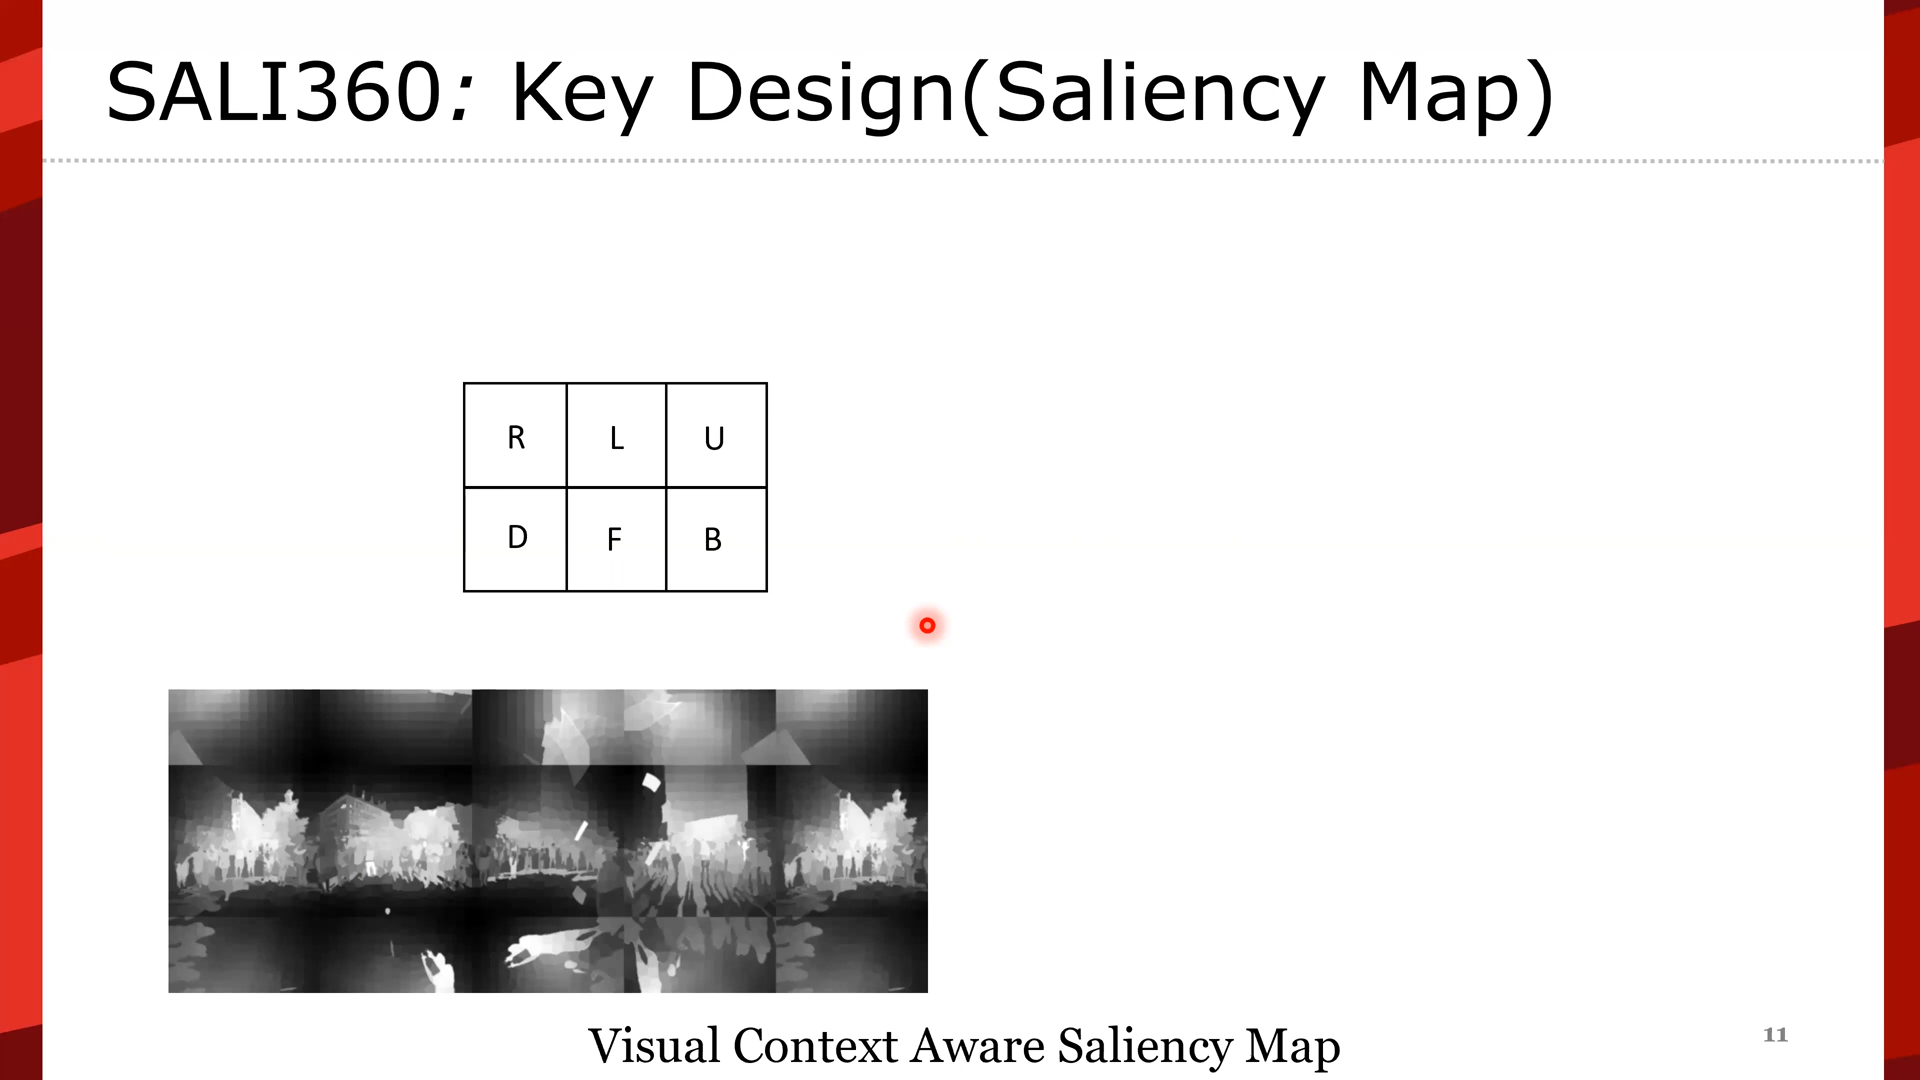 SALI360: Key Design(Saliency Map)
R L U
D F B
Visual Context Aware Saliency Map
11